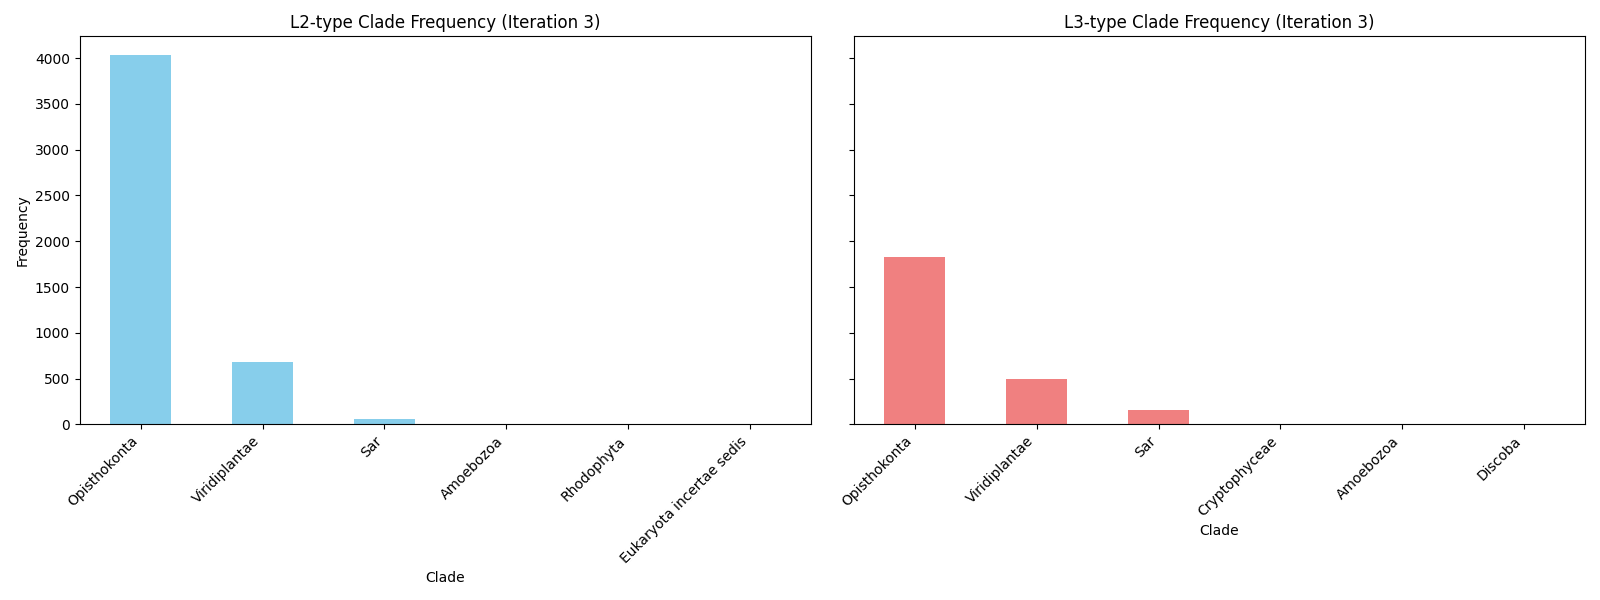 L2-type Clade Frequency (Iteration 3)
Frequency
4000
3500
3000
2500
2000
1500
1000
500
0
Opisthokonta
Viridiplantae
Sar
Amoebozoa
Rhodophyta
Eukaryota incertae sedis
Clade
L3-type Clade Frequency (Iteration 3)
Opisthokonta
Viridiplantae
Sar
Cryptophyceae
Amoebozoa
Discoba
Clade